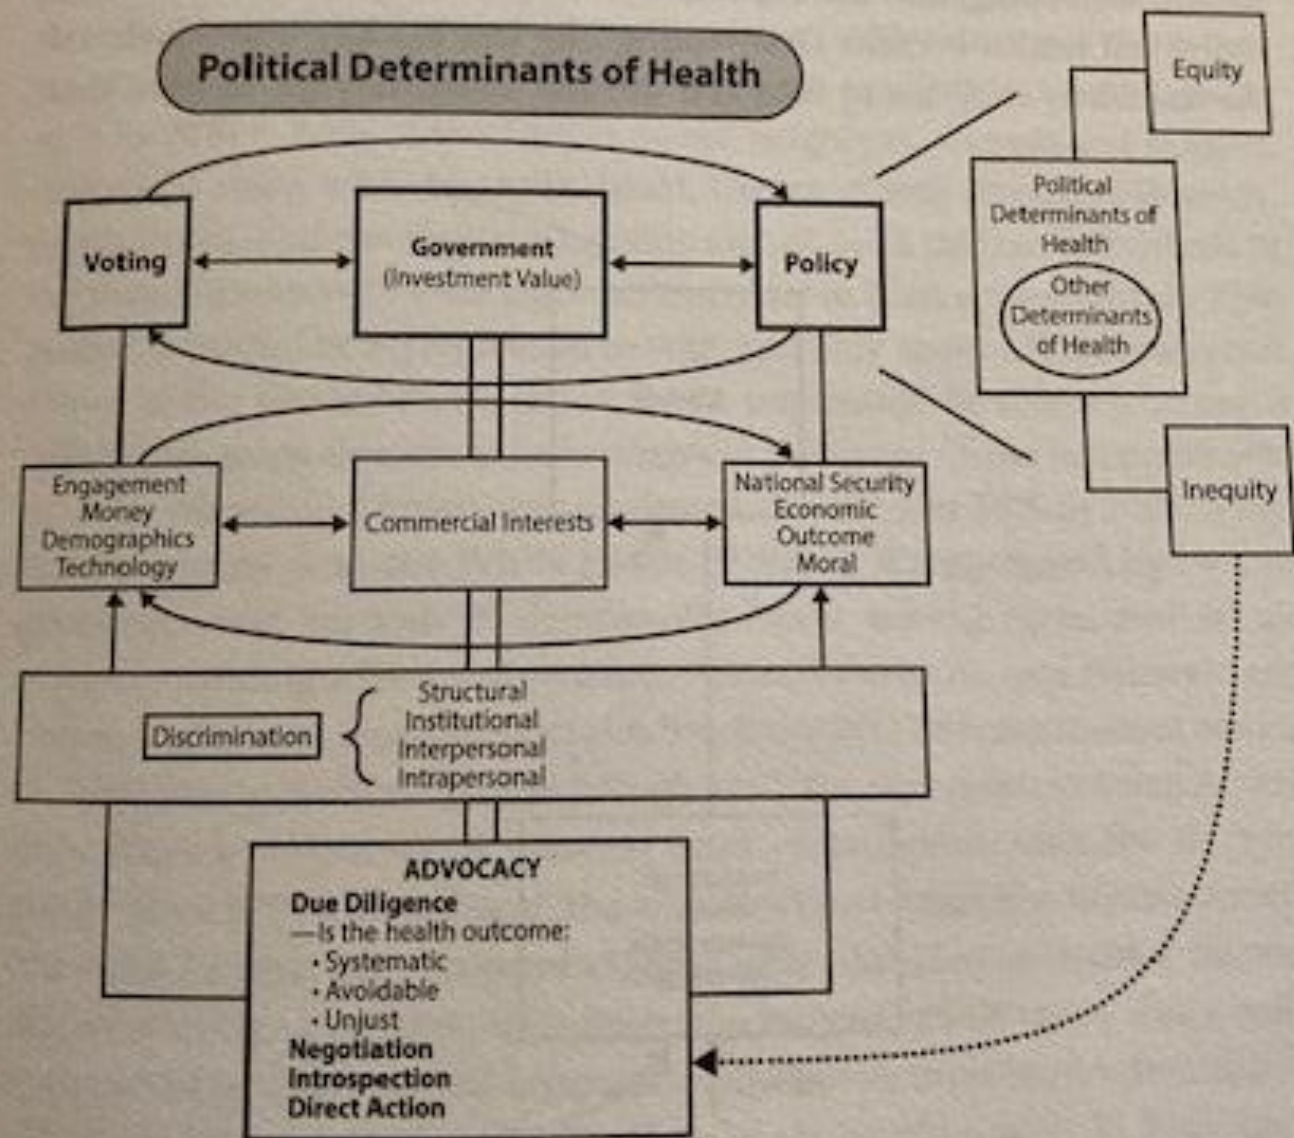 Political Determinants of Health
Equity
Political
Determinants of
Health
Other
Determinants
of Health
Inequity
Voting
Government
(Investment Value)
Policy
Engagement
Money
Demographics
Technology
Commercial Interests
National Security
Economic
Outcome
Moral
Discrimination
Structural
Institutional
Interpersonal
Intrapersonal
ADVOCACY
Due Diligence
—Is the health outcome:
• Systematic
• Avoidable
• Unjust
Negotiation
Introspection
Direct Action